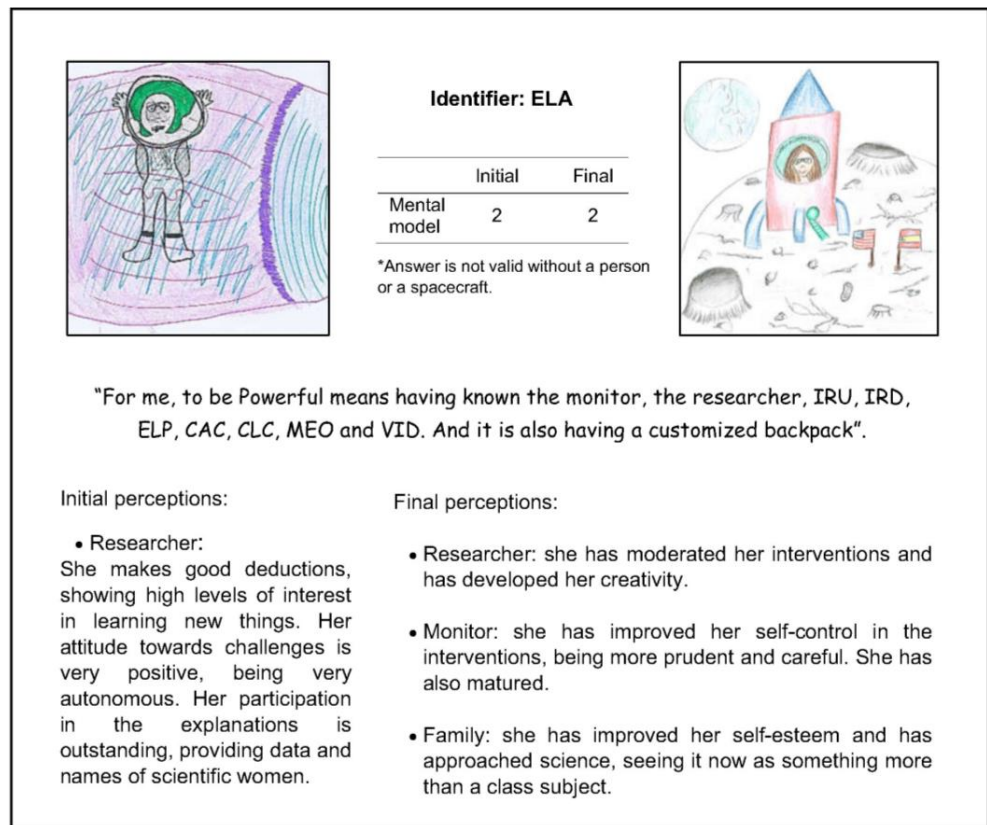 Identifier: ELA
Initial Final
Mental model 2 2
*Answer is not valid without a person
or a spacecraft.
“For me, to be Powerful means having known the monitor, the researcher, IRU, IRD,
ELP, CAC, CLC, MEO and VID. And it is also having a customized backpack”.
Initial perceptions:
• Researcher:
She makes good deductions,
showing high levels of interest
in learning new things. Her
attitude towards challenges is
very positive, being very
autonomous. Her participation
in the explanations is
outstanding, providing data and
names of scientific women.
Final perceptions:
• Researcher: she has moderated her interventions and
has developed her creativity.
• Monitor: she has improved her self-control in the
interventions, being more prudent and careful. She has
also matured.
• Family: she has improved her self-esteem and has
approached science, seeing it now as something more
than a class subject.